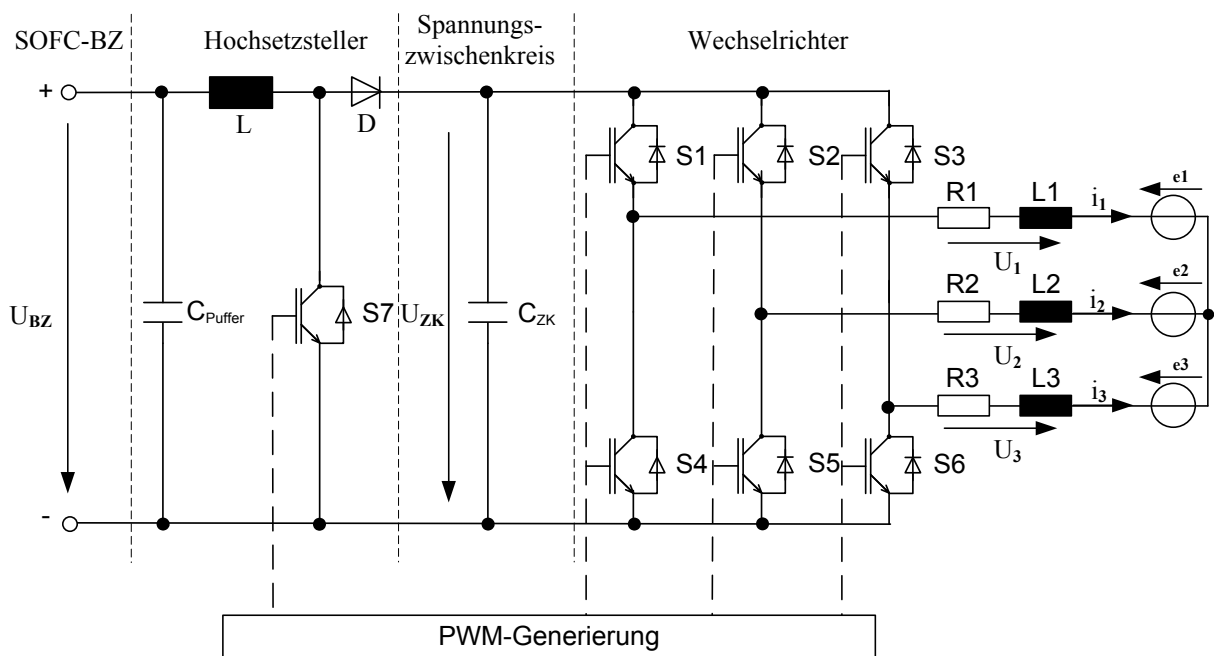 SOFC-BZ
Hochsetzsteller
Spannungs-
zwischenkreis
Wechselrichter
+
L
D
S1
S2
S3
R1
L1
i1
e1
U1
UBZ
CPuffer
S7
UZK
CZK
R2
L2
i2
e2
U2
R3
L3
i3
e3
U3
S4
S5
S6
-
PWM-Generierung